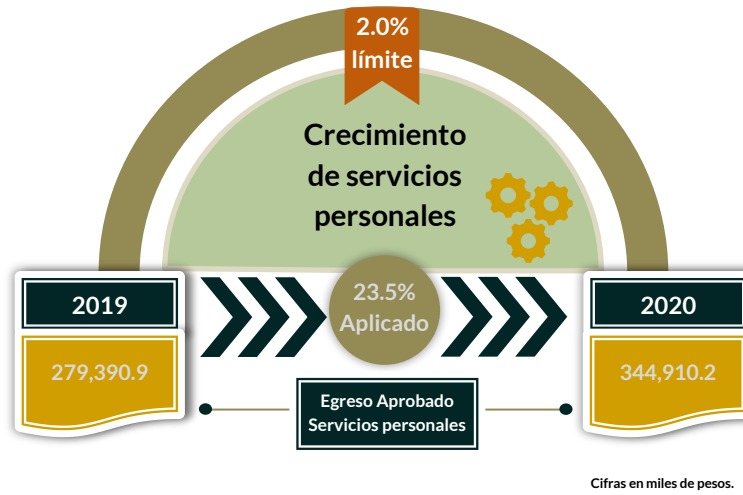 2.0%
límite
Crecimiento
de servicios
personales
2019
23.5%
Aplicado
2020
279,390.9
344,910.2
Egreso Aprobado
Servicios personales
Cifras en miles de pesos.